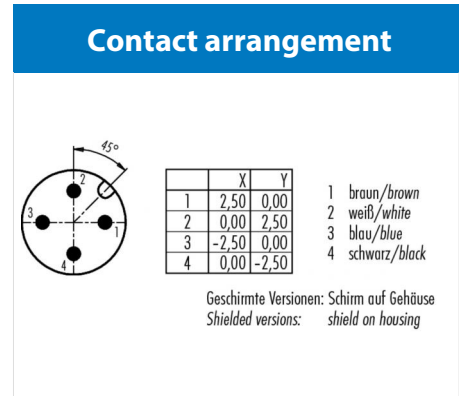 Contact arrangement
45°
2
3
1
4
X Y
1 2,50 0,00
2 0,00 2,50
3 -2,50 0,00
4 0,00 -2,50
1 braun/brown
2 weiß/white
3 blau/blue
4 schwarz/black
Geschirmte Versionen: Schirm auf Gehäuse
Shielded versions: shield on housing